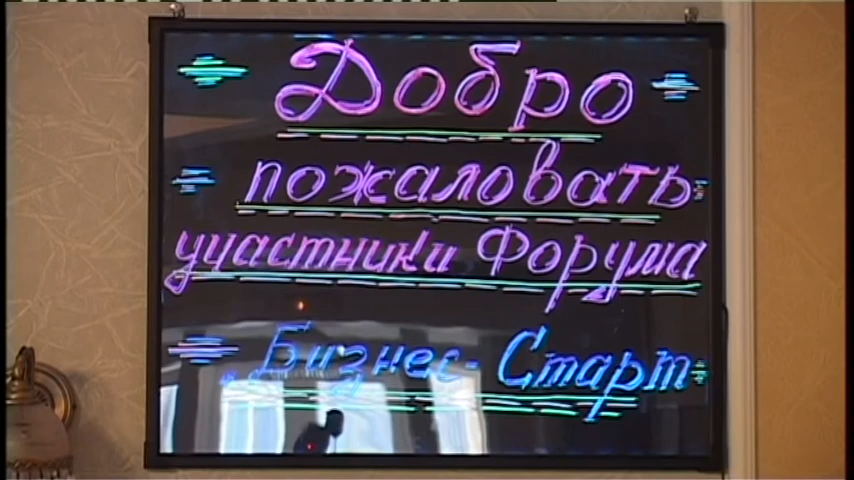 Добро
пожаловать
участники Форума
„Бизнес-Старт